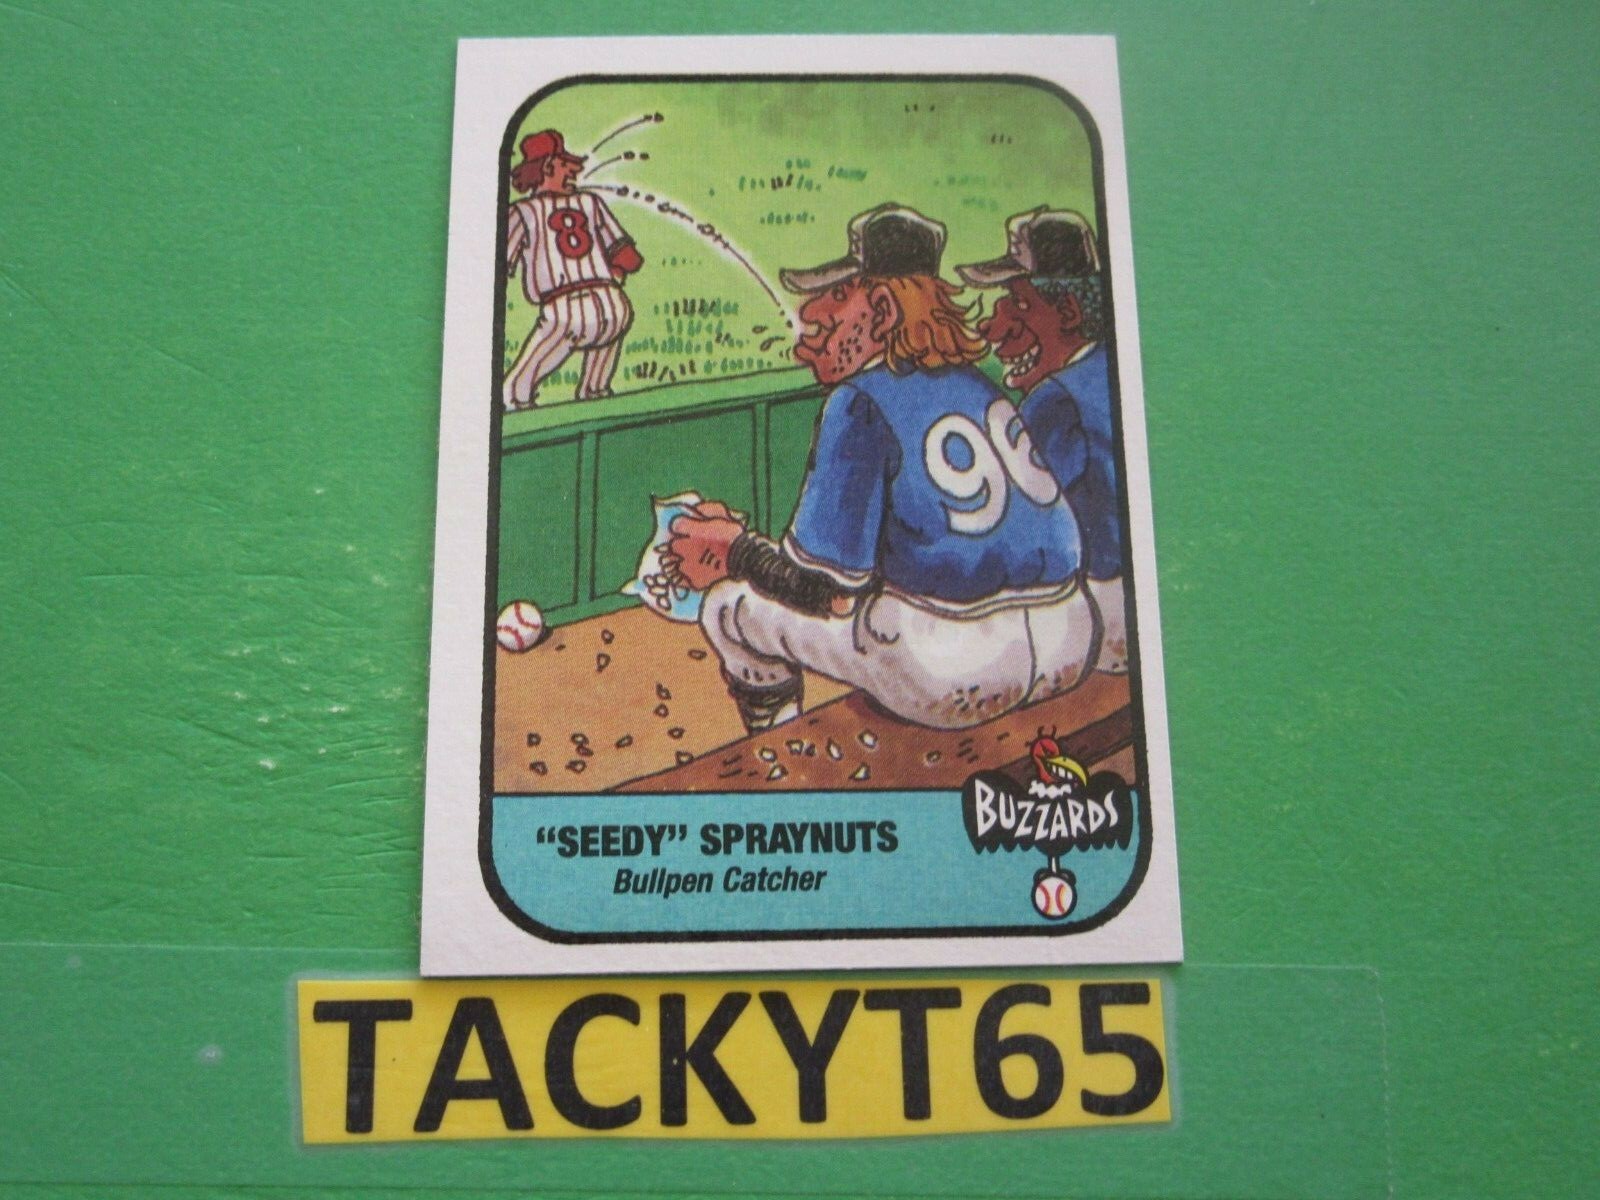 8
96
BUZZARDS
“SEEDY” SPRAYNUTS
Bullpen Catcher
TACKYT65